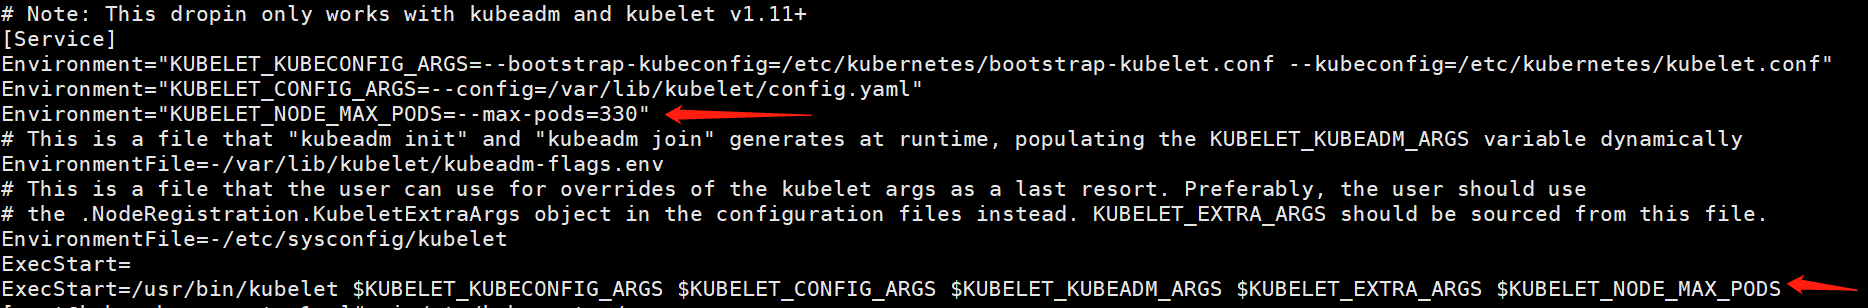 # Note: This dropin only works with kubeadm and kubelet v1.11+
[Service]
Environment="KUBELET_KUBECONFIG_ARGS=--bootstrap-kubeconfig=/etc/kubernetes/bootstrap-kubelet.conf --kubeconfig=/etc/kubernetes/kubelet.conf"
Environment="KUBELET_CONFIG_ARGS=--config=/var/lib/kubelet/config.yaml"
Environment="KUBELET_NODE_MAX_PODS=--max-pods=330"
# This is a file that "kubeadm init" and "kubeadm join" generates at runtime, populating the KUBELET_KUBEADM_ARGS variable dynamically
EnvironmentFile=-/var/lib/kubelet/kubeadm-flags.env
# This is a file that the user can use for overrides of the kubelet args as a last resort. Preferably, the user should use
# the .NodeRegistration.KubeletExtraArgs object in the configuration files instead. KUBELET_EXTRA_ARGS should be sourced from this file.
EnvironmentFile=-/etc/sysconfig/kubelet
ExecStart=
ExecStart=/usr/bin/kubelet $KUBELET_KUBECONFIG_ARGS $KUBELET_CONFIG_ARGS $KUBELET_KUBEADM_ARGS $KUBELET_EXTRA_ARGS $KUBELET_NODE_MAX_PODS